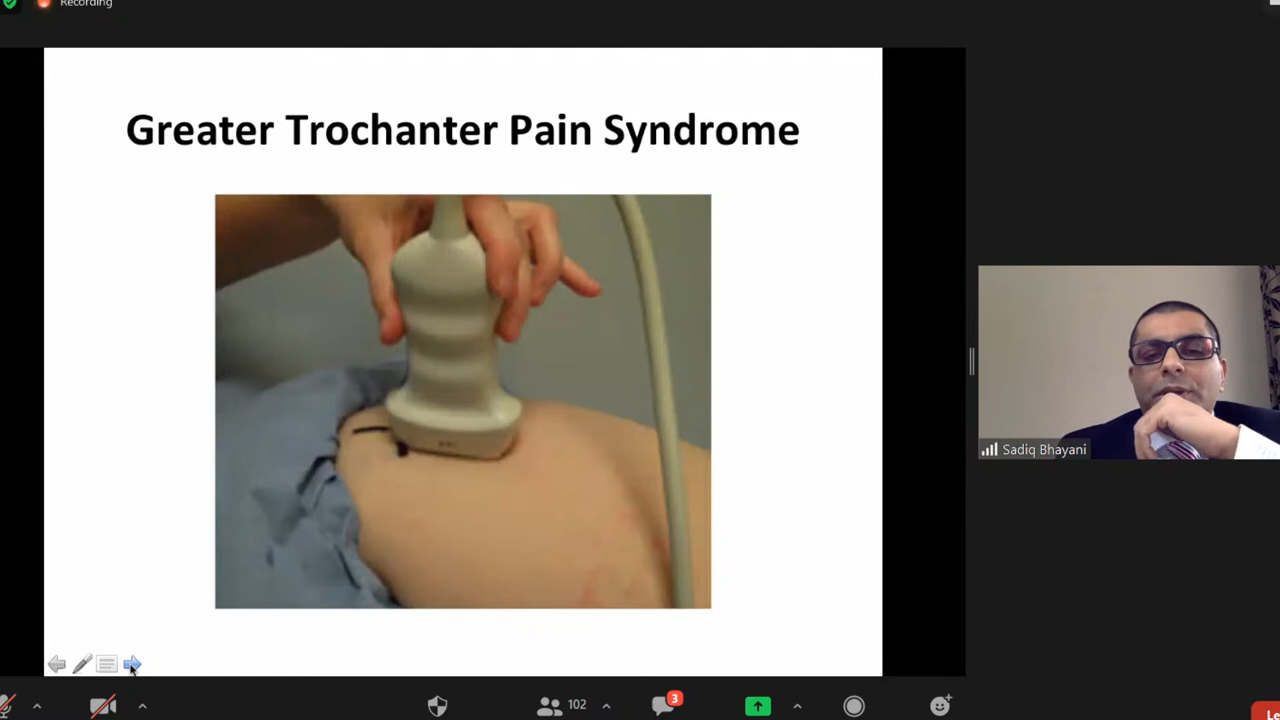 Recording
Greater Trochanter Pain Syndrome
Sadiq Bhayani
102
3